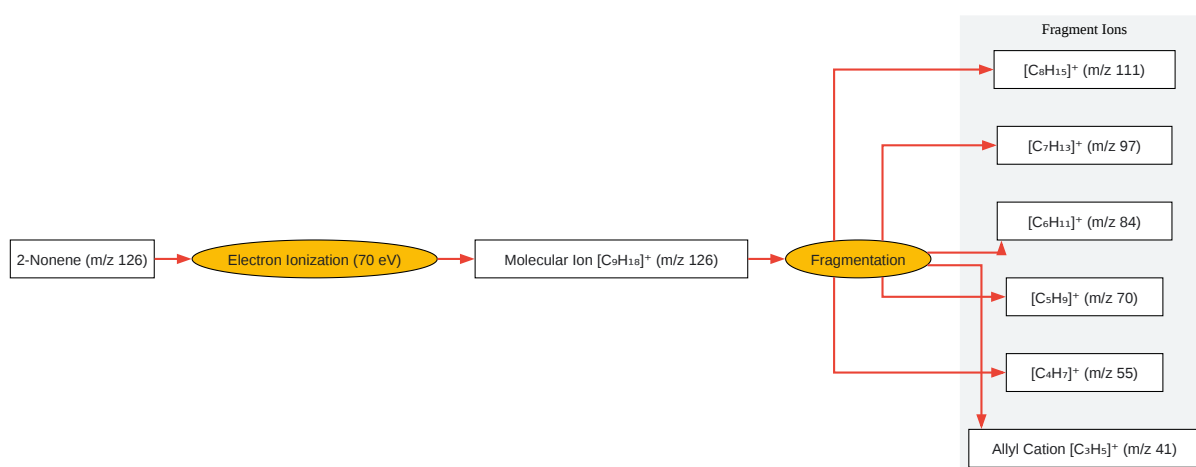 Fragment Ions
[C₈H₁₅]⁺ (m/z 111)
[C₇H₁₃]⁺ (m/z 97)
[C₆H₁₁]⁺ (m/z 84)
2-Nonene (m/z 126)
Electron Ionization (70 eV)
Molecular Ion [C₉H₁₈]⁺ (m/z 126)
Fragmentation
[C₅H₉]⁺ (m/z 70)
[C₄H₇]⁺ (m/z 55)
Allyl Cation [C₃H₅]⁺ (m/z 41)